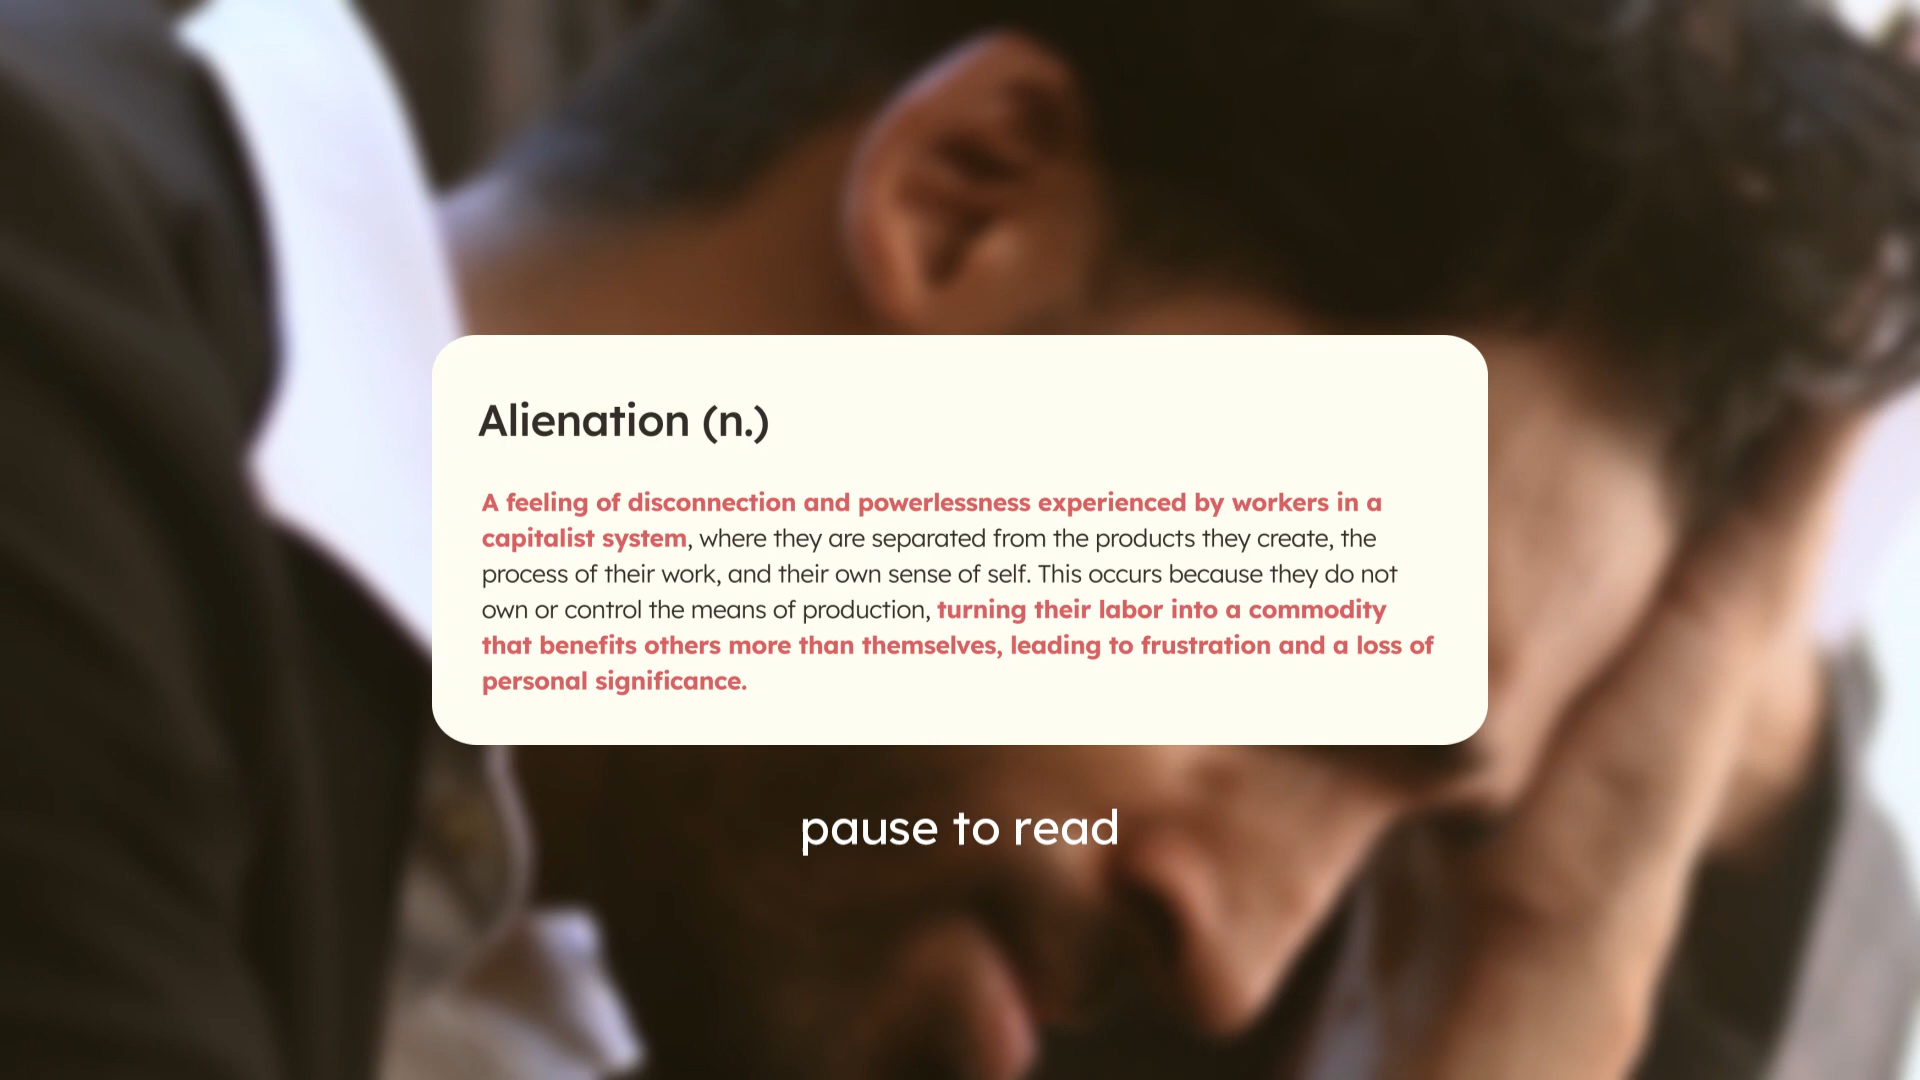 Alienation (n.)
A feeling of disconnection and powerlessness experienced by workers in a
capitalist system, where they are separated from the products they create, the
process of their work, and their own sense of self. This occurs because they do not
own or control the means of production, turning their labor into a commodity
that benefits others more than themselves, leading to frustration and a loss of
personal significance.
pause to read